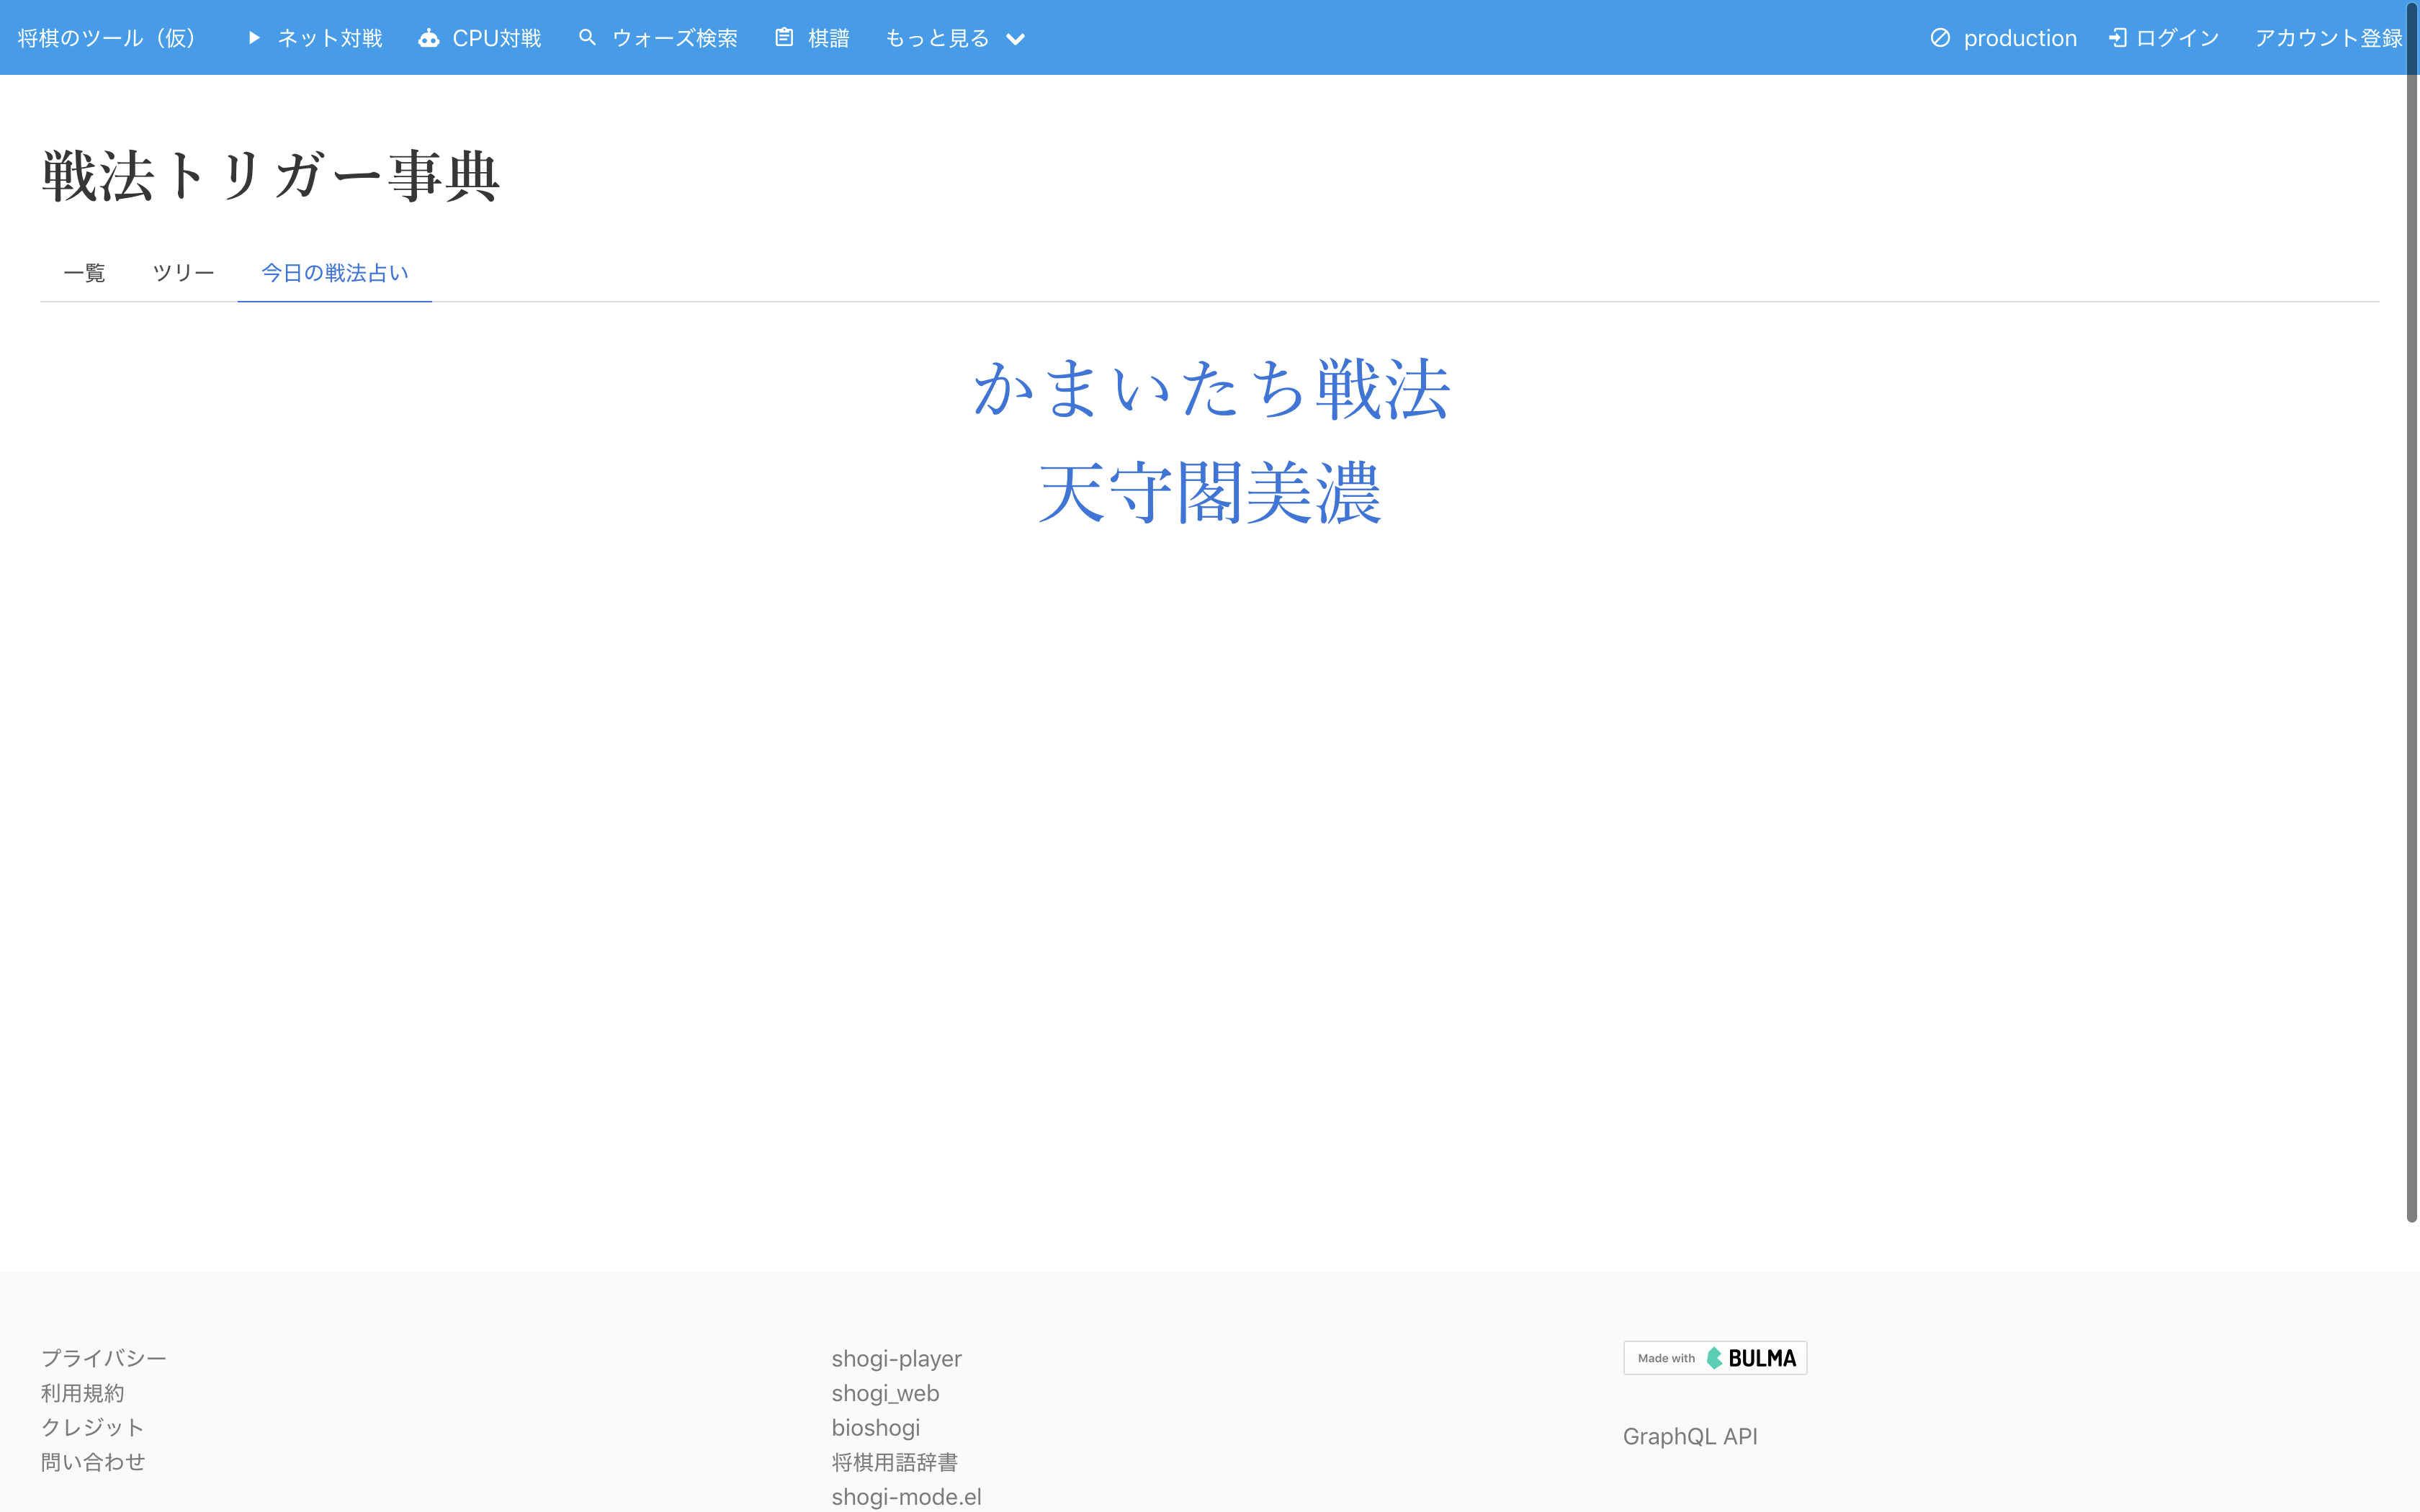 将棋のツール（仮） ネット対戦 CPU対戦 ウォーズ検索 棋譜 もっと見る production ログイン アカウント登録
戦法トリガー事典
一覧 ツリー 今日の戦法占い
かまいたち戦法
天守閣美濃
プライバシー
利用規約
クレジット
問い合わせ
shogi-player
shogi_web
bioshogi
将棋用語辞書
shogi-mode.el
Made with BULMA
GraphQL API